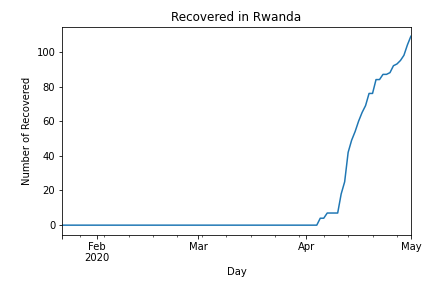 Recovered in Rwanda
Number of Recovered
100
80
60
40
20
0
Feb
2020
Mar
Apr
May
Day